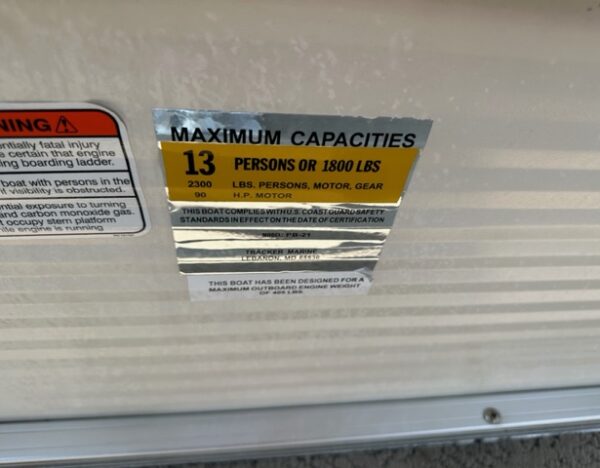 NING
entially fatal injury
e certain that engine
ing boarding ladder.
boat with persons in the
if visibility is obstructed.
ntial exposure to turning
and carbon monoxide gas.
t occupy stern platform
ile engine is running
MAXIMUM CAPACITIES
13 PERSONS OR 1800 LBS
2300 LBS. PERSONS, MOTOR, GEAR
90 H.P. MOTOR
THIS BOAT COMPLIES WITH U.S. COAST GUARD SAFETY
STANDARDS IN EFFECT ON THE DATE OF CERTIFICATION
PB-21
TRACKER MARINE
LEBANON, MO 65536
THIS BOAT HAS BEEN DESIGNED FOR A
MAXIMUM OUTBOARD ENGINE WEIGHT
OF LBS.